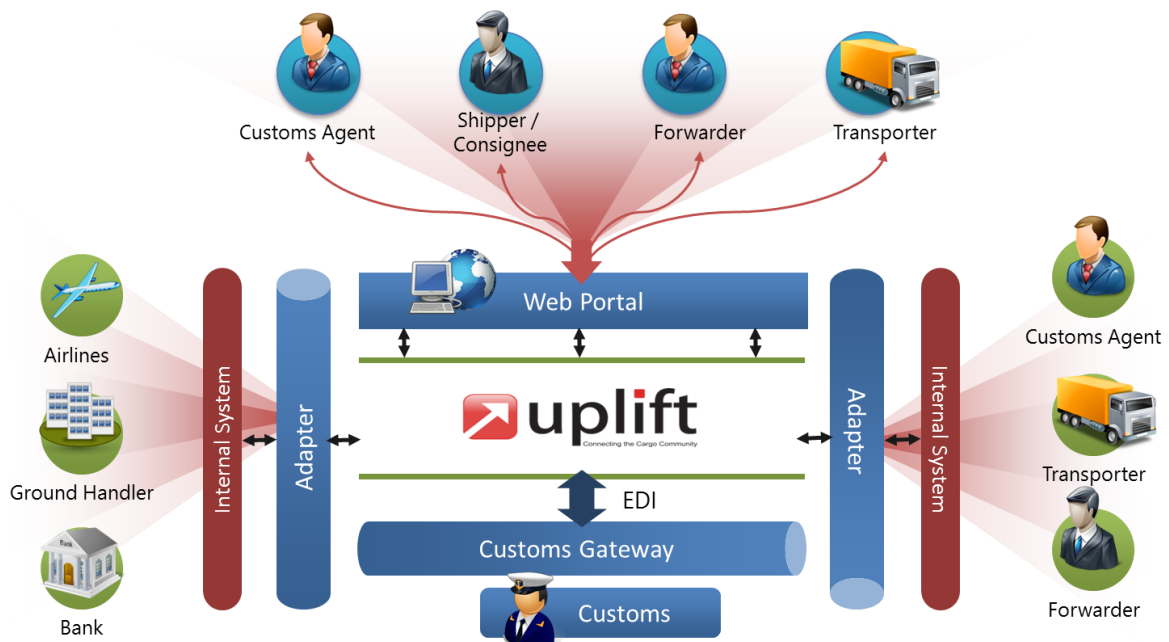 Customs Agent
Shipper /
Consignee
Forwarder
Transporter
Web Portal
Airlines
Ground Handler
Bank
Bank
Internal System
Adapter
uplift
Connecting the Cargo Community
EDI
Customs Gateway
Customs
Adapter
Internal System
Customs Agent
Transporter
Forwarder